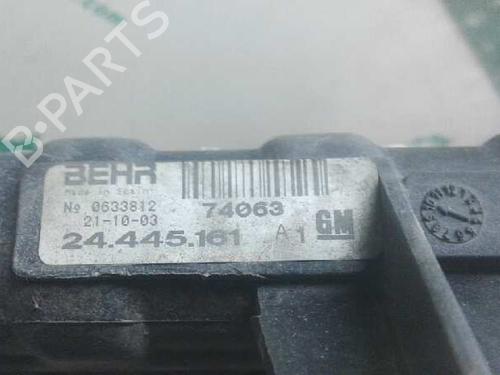 B-PARTS
BEHR
Made in Spain
№ 0633812
21-10-03
74063
24.445.161 A1 GM